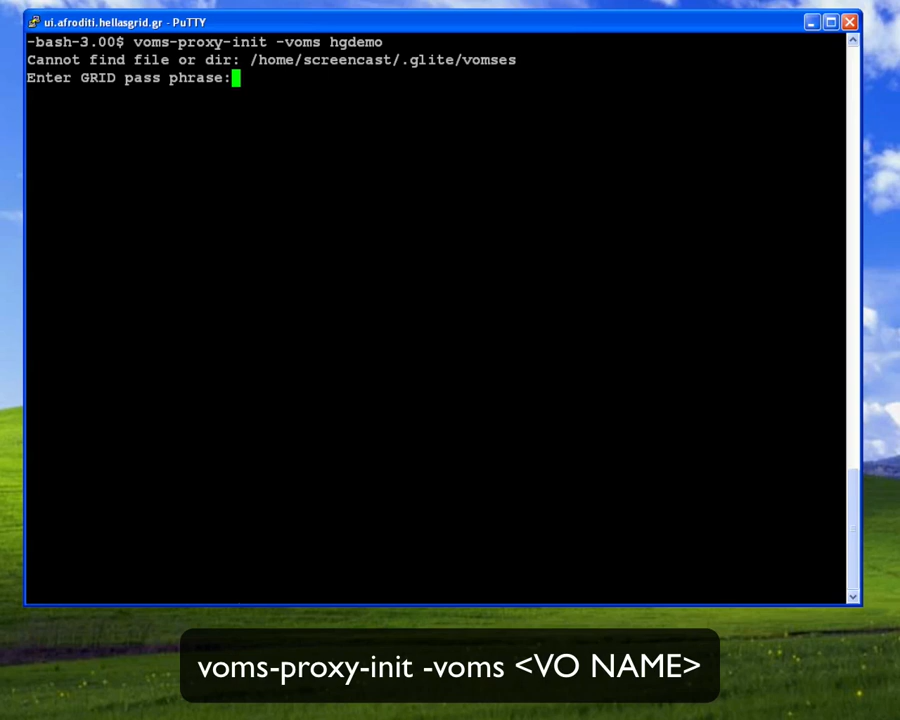 ui.afroditi.hellasgrid.gr - PuTTY
-bash-3.00$ voms-proxy-init -voms hgdemo
Cannot find file or dir: /home/screencast/.glite/vomses
Enter GRID pass phrase:
voms-proxy-init -voms <VO NAME>